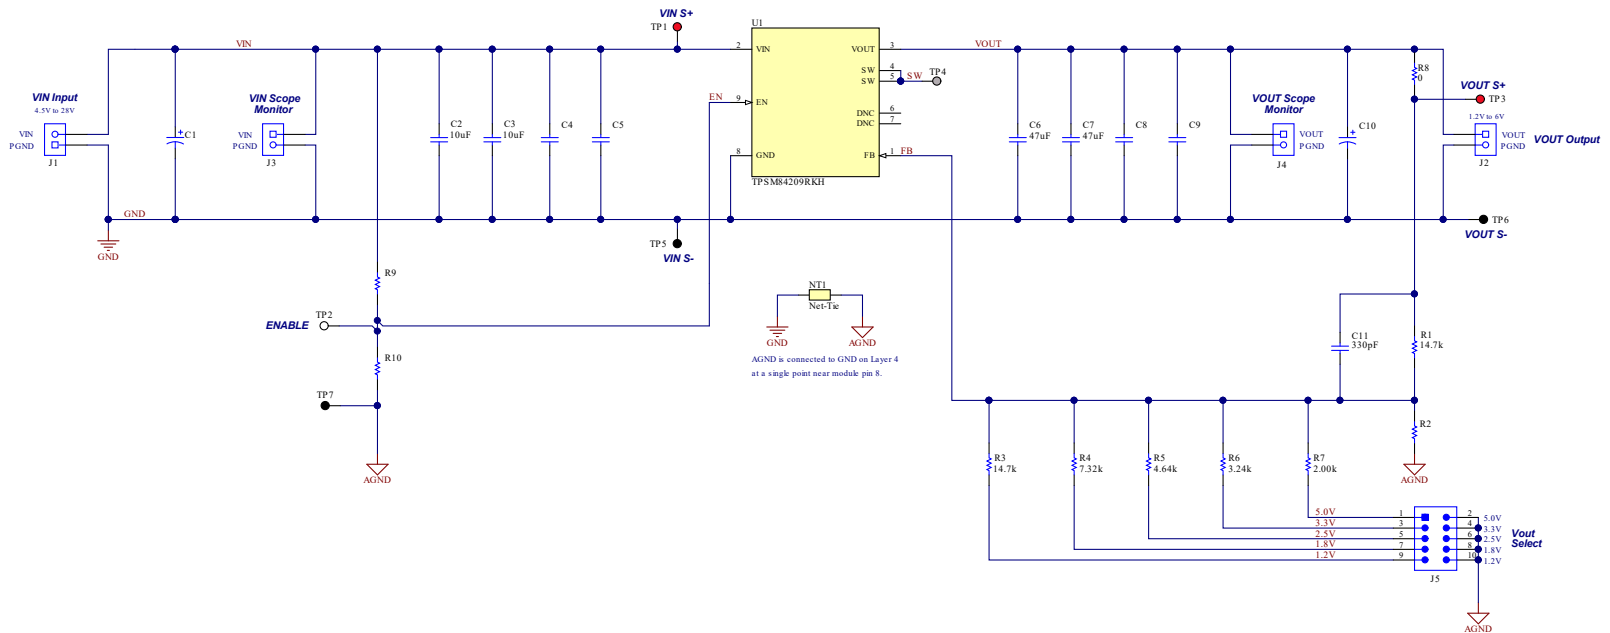 VIN S+
TP1
U1
VIN
2
VIN
VOUT
3
VOUT
R8
0
SW
4
SW
5
SW
TP4
VOUT S+
TP3
VIN Input
4.5V to 28V
VIN Scope
Monitor
EN
9
EN
VOUT Scope
Monitor
1.2V to 6V
DNC
6
DNC
7
VIN
PGND
J1
C1
VIN
PGND
J3
C2
10uF
C3
10uF
C4
C5
C6
47uF
C7
47uF
C8
C9
VOUT
PGND
J4
C10
VOUT
PGND
J2
VOUT Output
8
GND
FB
1
FB
TPSM84209RKH
GND
GND
TP5
VIN S-
TP6
VOUT S-
R9
NT1
Net-Tie
TP2
ENABLE
GND
AGND
AGND is connected to GND on Layer 4
at a single point near module pin 8.
C11
330pF
R1
14.7k
R10
TP7
AGND
R2
AGND
R3
14.7k
R4
7.32k
R5
4.64k
R6
3.24k
R7
2.00k
5.0V
1
2
5.0V
3.3V
3
4
3.3V
2.5V
5
6
2.5V
1.8V
7
8
1.8V
1.2V
9
10
1.2V
Vout
Select
J5
AGND